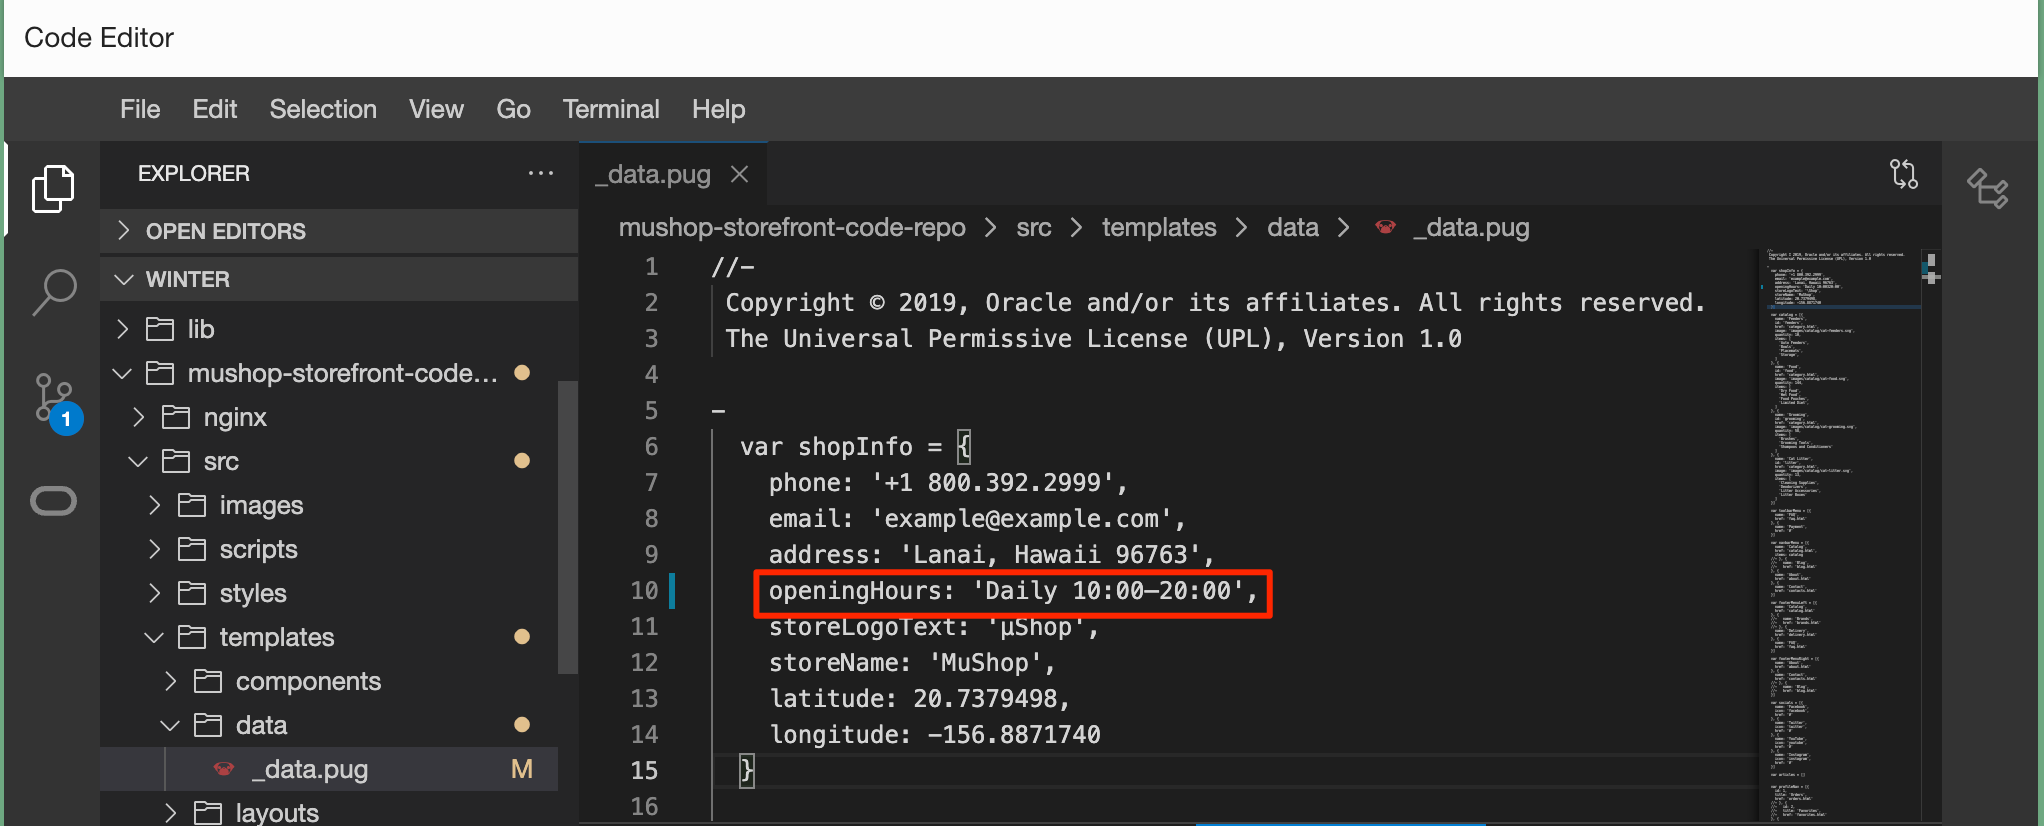 Code Editor
File Edit Selection View Go Terminal Help
EXPLORER
OPEN EDITORS
WINTER
lib
mushop-storefront-code...
nginx
src
images
scripts
styles
templates
components
data
_data.pug M
layouts
1
_data.pug
mushop-storefront-code-repo > src > templates > data > _data.pug
1 //-
2 Copyright © 2019, Oracle and/or its affiliates. All rights reserved.
3 The Universal Permissive License (UPL), Version 1.0
4
5 -
6 var shopInfo = {
7 phone: '+1 800.392.2999',
8 email: 'example@example.com',
9 address: 'Lanai, Hawaii 96763',
10 openingHours: 'Daily 10:00—20:00',
11 storeLogoText: 'μShop',
12 storeName: 'MuShop',
13 latitude: 20.7379498,
14 longitude: -156.8871740
15 }
16